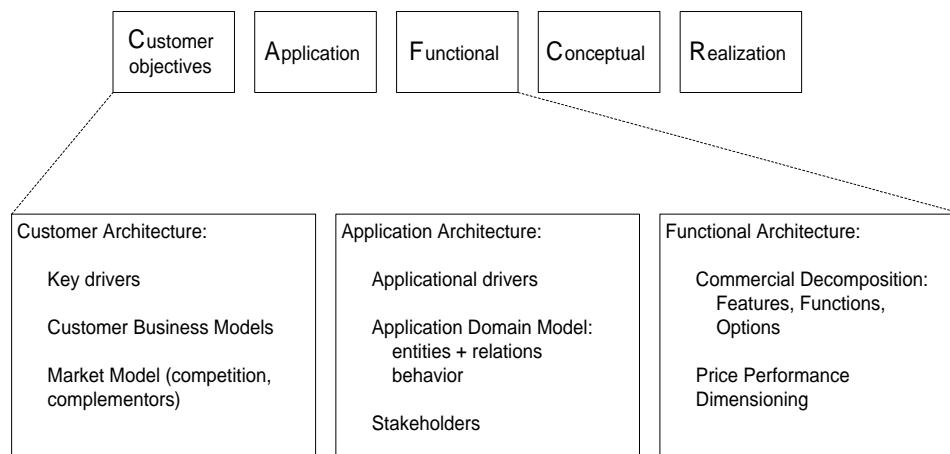 Customer
objectives
Application
Functional
Conceptual
Realization
Customer Architecture:
Key drivers
Customer Business Models
Market Model (competition,
complementors)
Application Architecture:
Applicational drivers
Application Domain Model:
entities + relations
behavior
Stakeholders
Functional Architecture:
Commercial Decomposition:
Features, Functions,
Options
Price Performance
Dimensioning